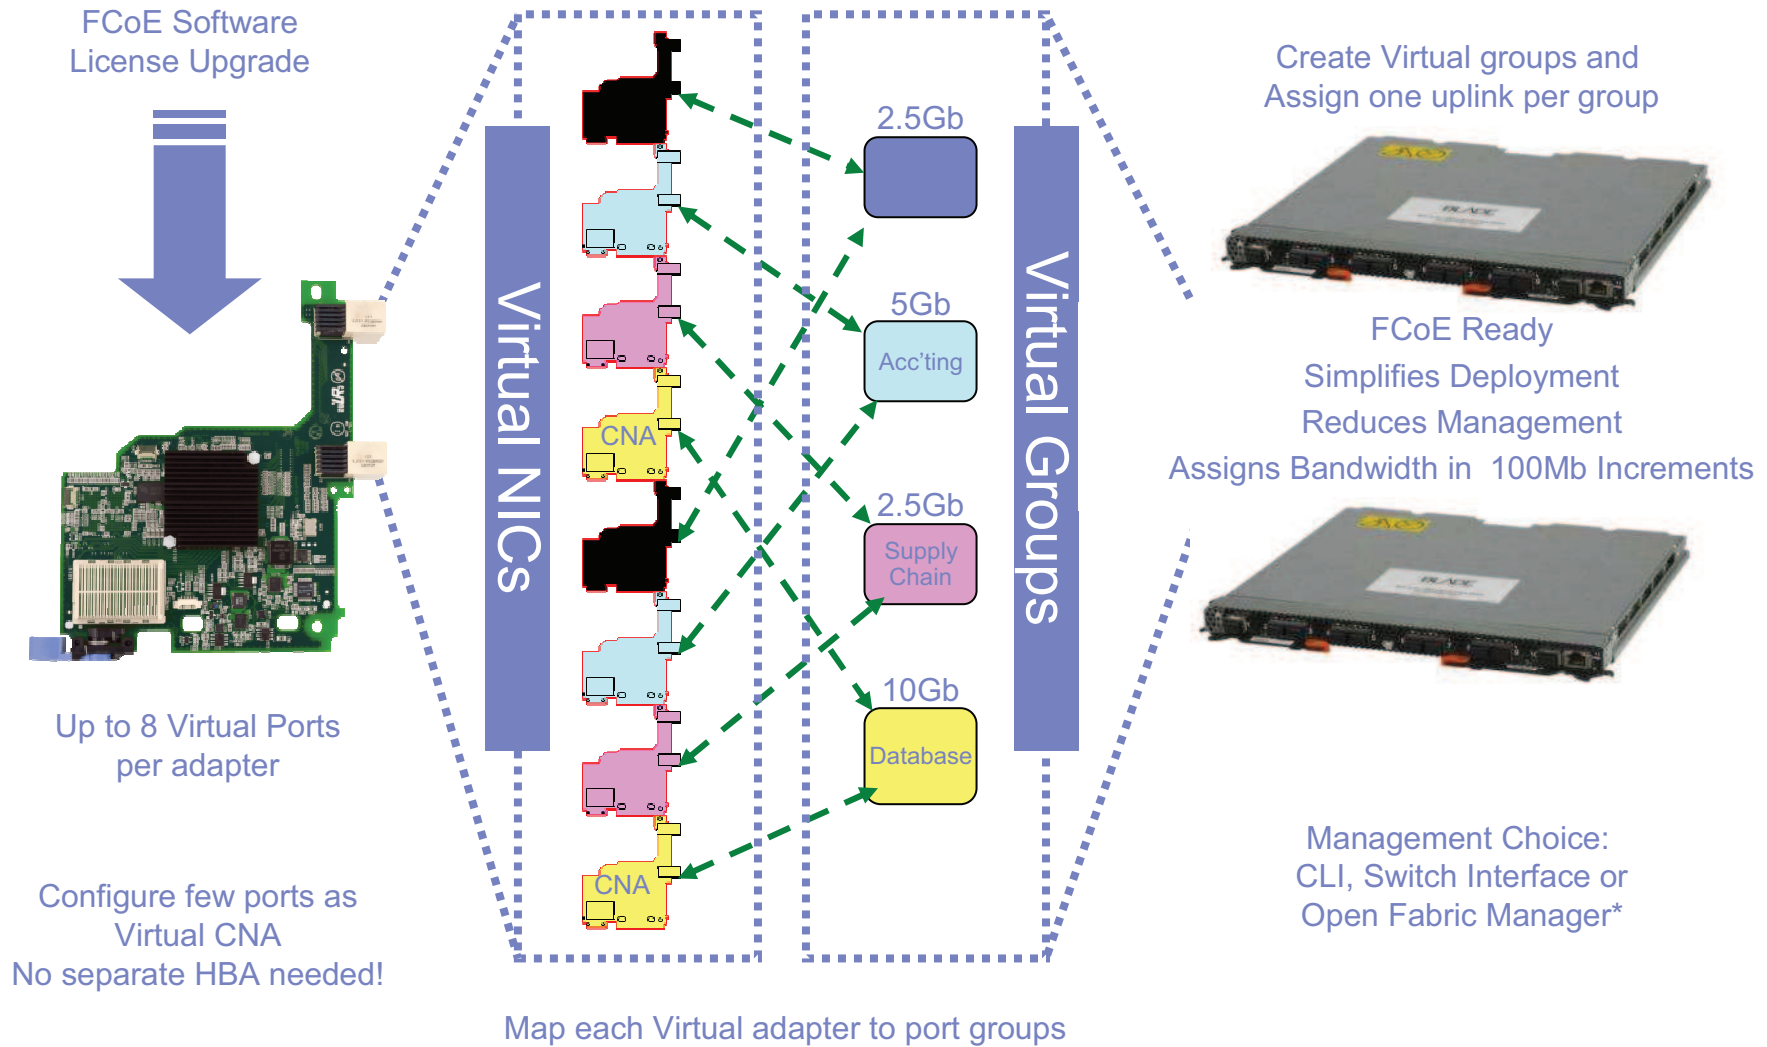 FCoE Software
License Upgrade
Up to 8 Virtual Ports
per adapter
Configure few ports as
Virtual CNA
No separate HBA needed!
Virtual NICs
CNA
CNA
2.5Gb
5Gb
Acc'ting
2.5Gb
Supply
Chain
10Gb
Database
Virtual Groups
Create Virtual groups and
Assign one uplink per group
BLADE
FCoE Ready
Simplifies Deployment
Reduces Management
Assigns Bandwidth in 100Mb Increments
BLADE
Management Choice:
CLI, Switch Interface or
Open Fabric Manager*
Map each Virtual adapter to port groups